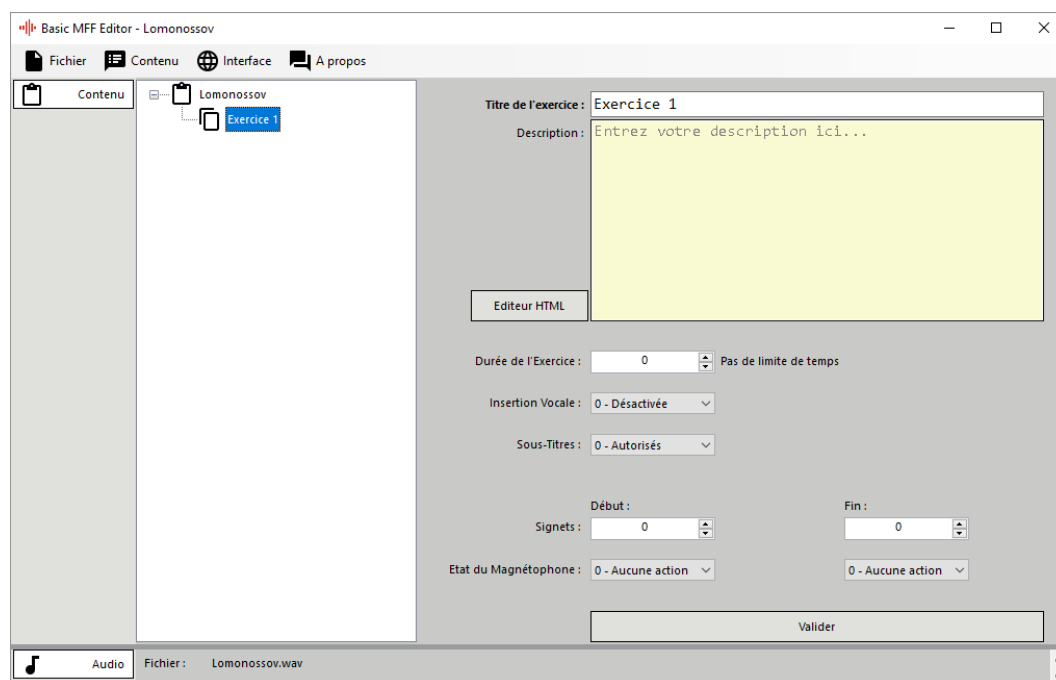 Basic MFF Editor - Lomonossov
Fichier Contenu Interface A propos
Contenu
Lomonossov
Exercice 1
Titre de l'exercice : Exercice 1
Description : Entrez votre description ici...
Editeur HTML
Durée de l'Exercice : 0 Pas de limite de temps
Insertion Vocale : 0 - Désactivée
Sous-Titres : 0 - Autorisés
Début : Fin :
Signets : 0 0
Etat du Magnétophone : 0 - Aucune action 0 - Aucune action
Valider
Audio Fichier : Lomonossov.wav